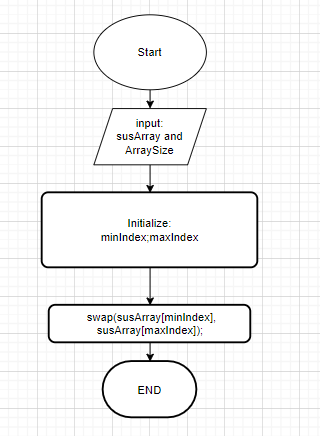 Start
input:
susArray and
ArraySize
Initialize:
minIndex;maxIndex
swap(susArray[minIndex],
susArray[maxIndex]);
END